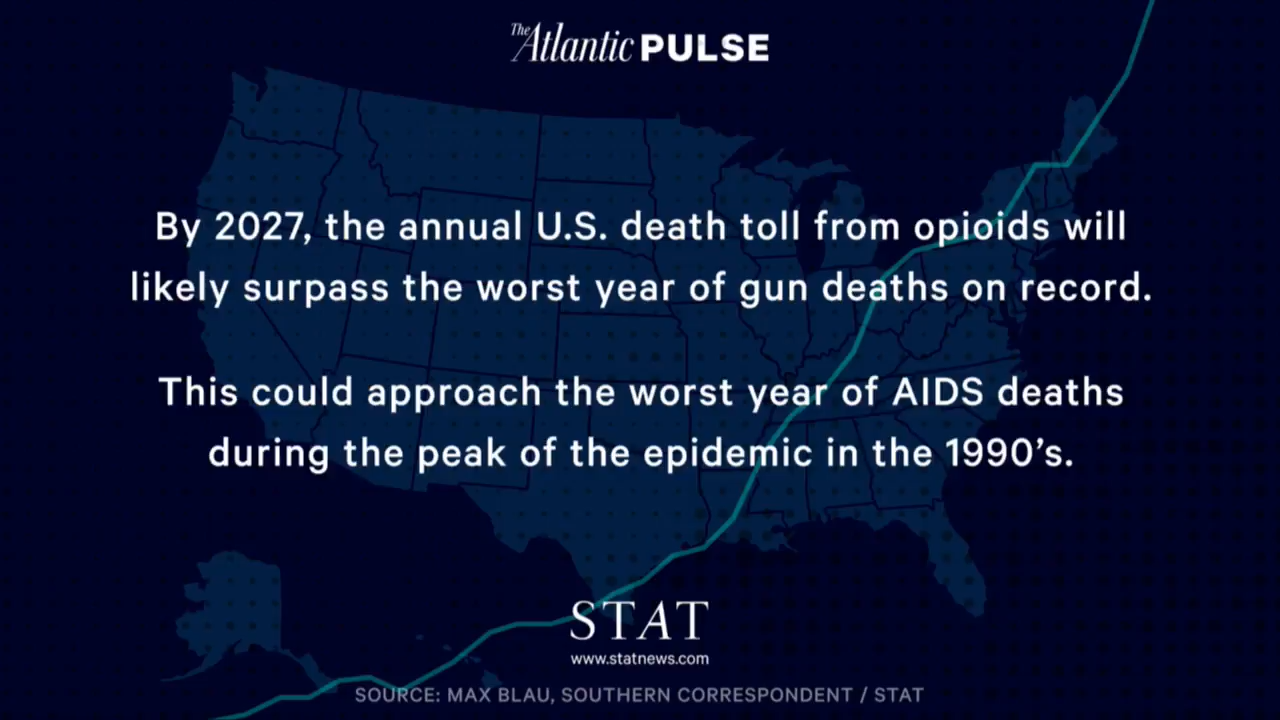 The Atlantic PULSE
By 2027, the annual U.S. death toll from opioids will
likely surpass the worst year of gun deaths on record.
This could approach the worst year of AIDS deaths
during the peak of the epidemic in the 1990’s.
STAT
www.statnews.com
SOURCE: MAX BLAU, SOUTHERN CORRESPONDENT / STAT